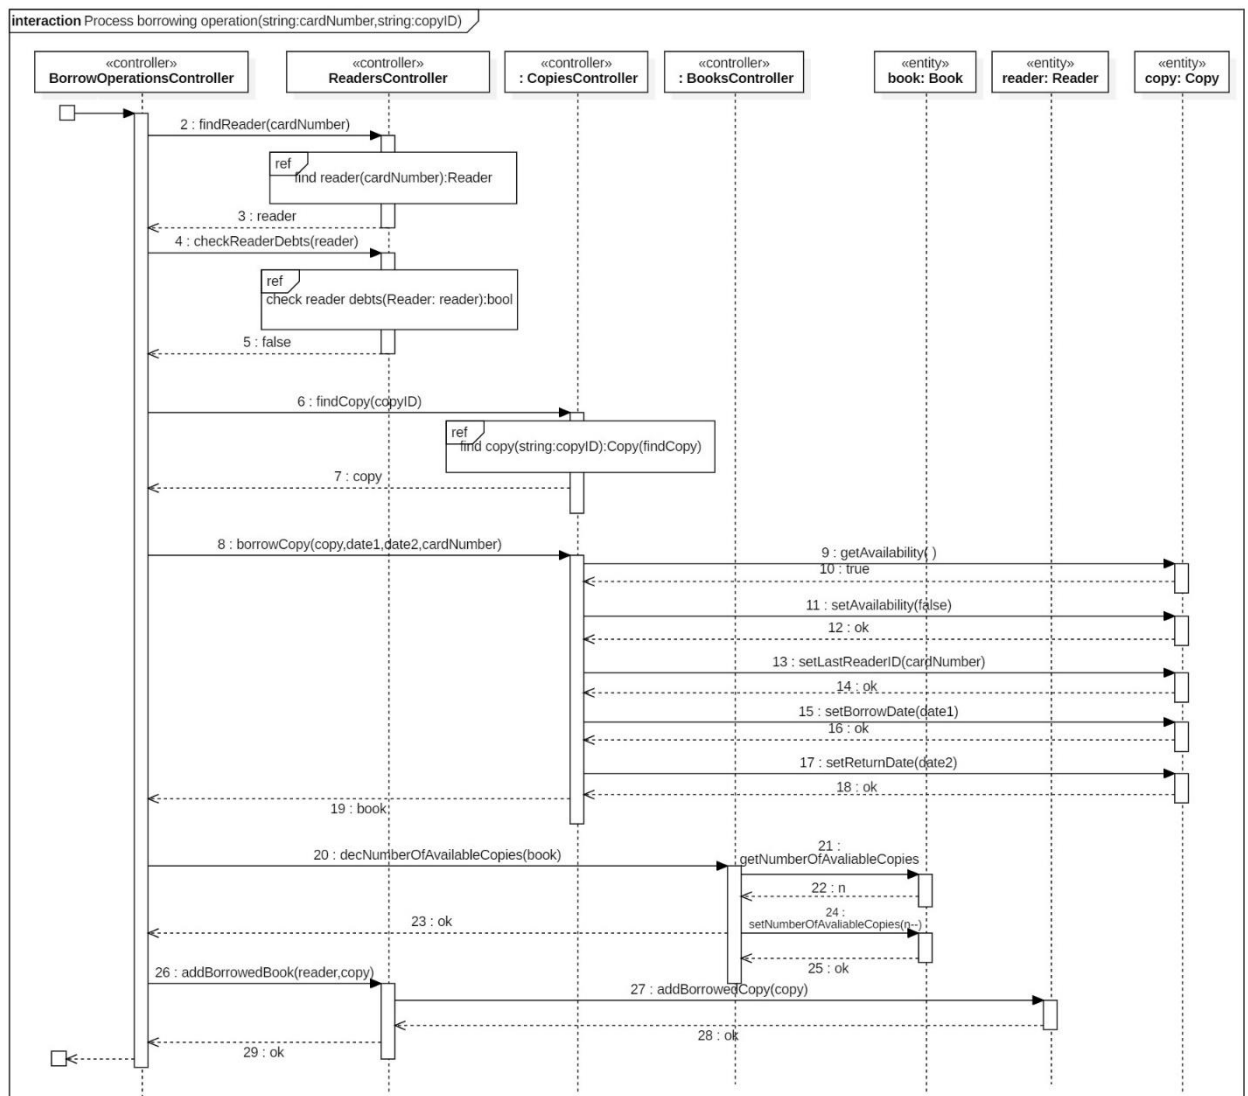 interaction Process borrowing operation(string:cardNumber,string:copyID)
«controller»
BorrowOperationsController
«controller»
ReadersController
«controller»
: CopiesController
«controller»
: BooksController
«entity»
book: Book
«entity»
reader: Reader
«entity»
copy: Copy
2 : findReader(cardNumber)
ref
find reader(cardNumber):Reader
3 : reader
4 : checkReaderDebts(reader)
ref
check reader debts(Reader: reader):bool
5 : false
6 : findCopy(copyID)
ref
find copy(string:copyID):Copy(findCopy)
7 : copy
8 : borrowCopy(copy,date1,date2,cardNumber)
9 : getAvailability( )
10 : true
11 : setAvailability(false)
12 : ok
13 : setLastReaderID(cardNumber)
14 : ok
15 : setBorrowDate(date1)
16 : ok
17 : setReturnDate(date2)
18 : ok
19 : book
20 : decNumberOfAvailableCopies(book)
21 :
getNumberOfAvaliableCopies
22 : n
23 : ok
24 :
setNumberOfAvaliableCopies(n--)
25 : ok
26 : addBorrowedBook(reader,copy)
27 : addBorrowedCopy(copy)
28 : ok
29 : ok